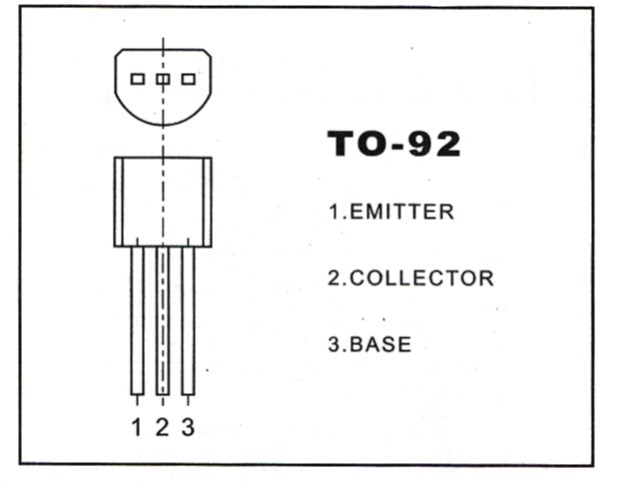 TO-92
1.EMITTER
2.COLLECTOR
3.BASE
1 2 3